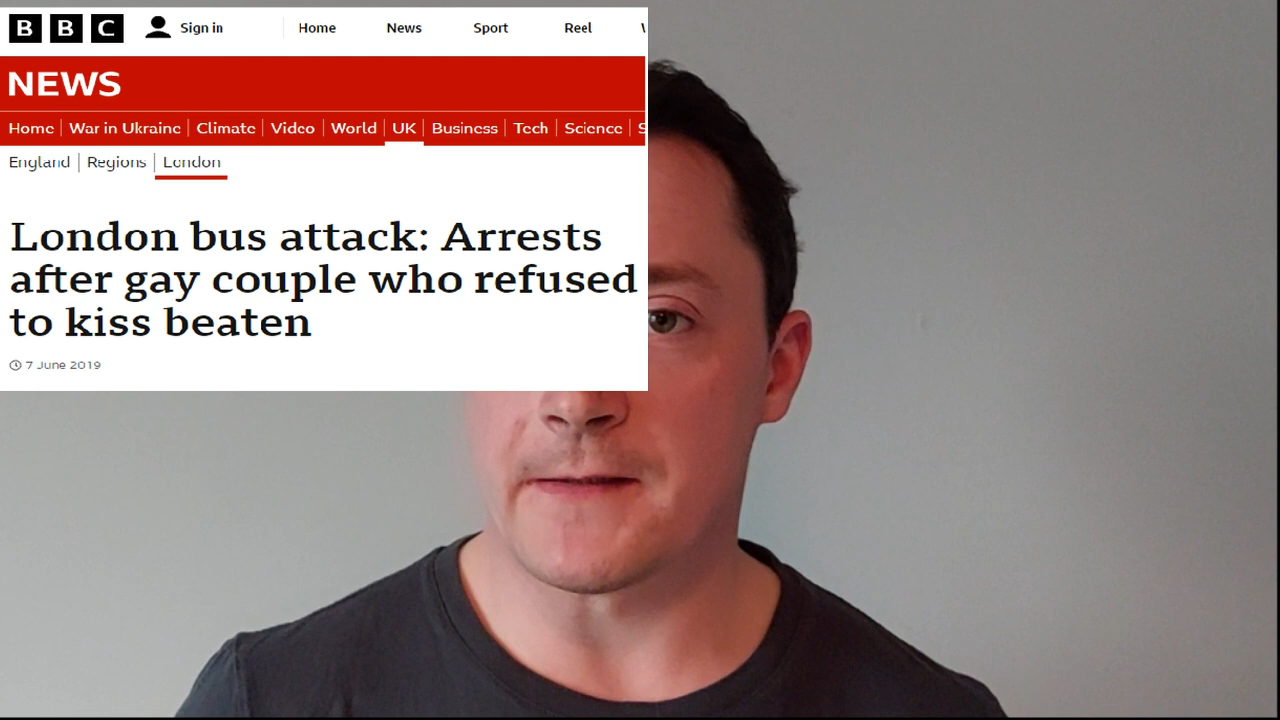 BBC Sign in Home News Sport Reel
NEWS
Home War in Ukraine Climate Video World UK Business Tech Science S
England Regions London
London bus attack: Arrests
after gay couple who refused
to kiss beaten
7 June 2019